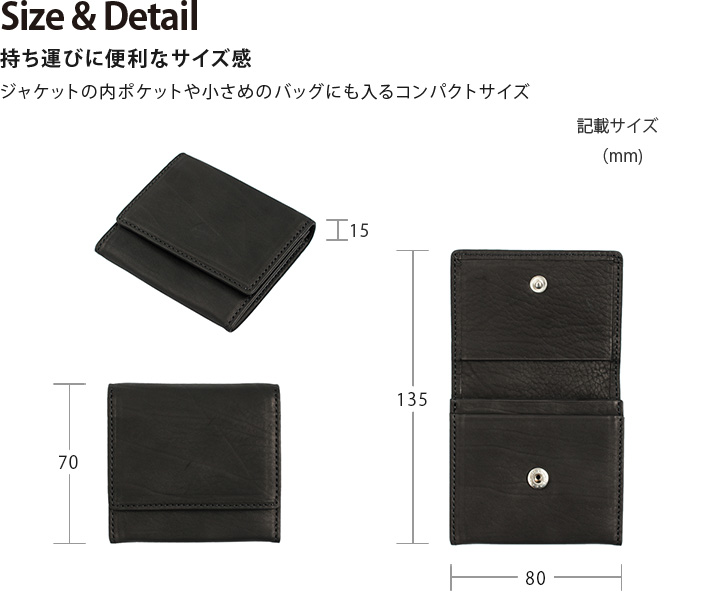 Size & Detail
持ち運びに便利なサイズ感
ジャケットの内ポケットや小さめのバッグにも入るコンパクトサイズ
記載サイズ
（mm）
15
135
70
80